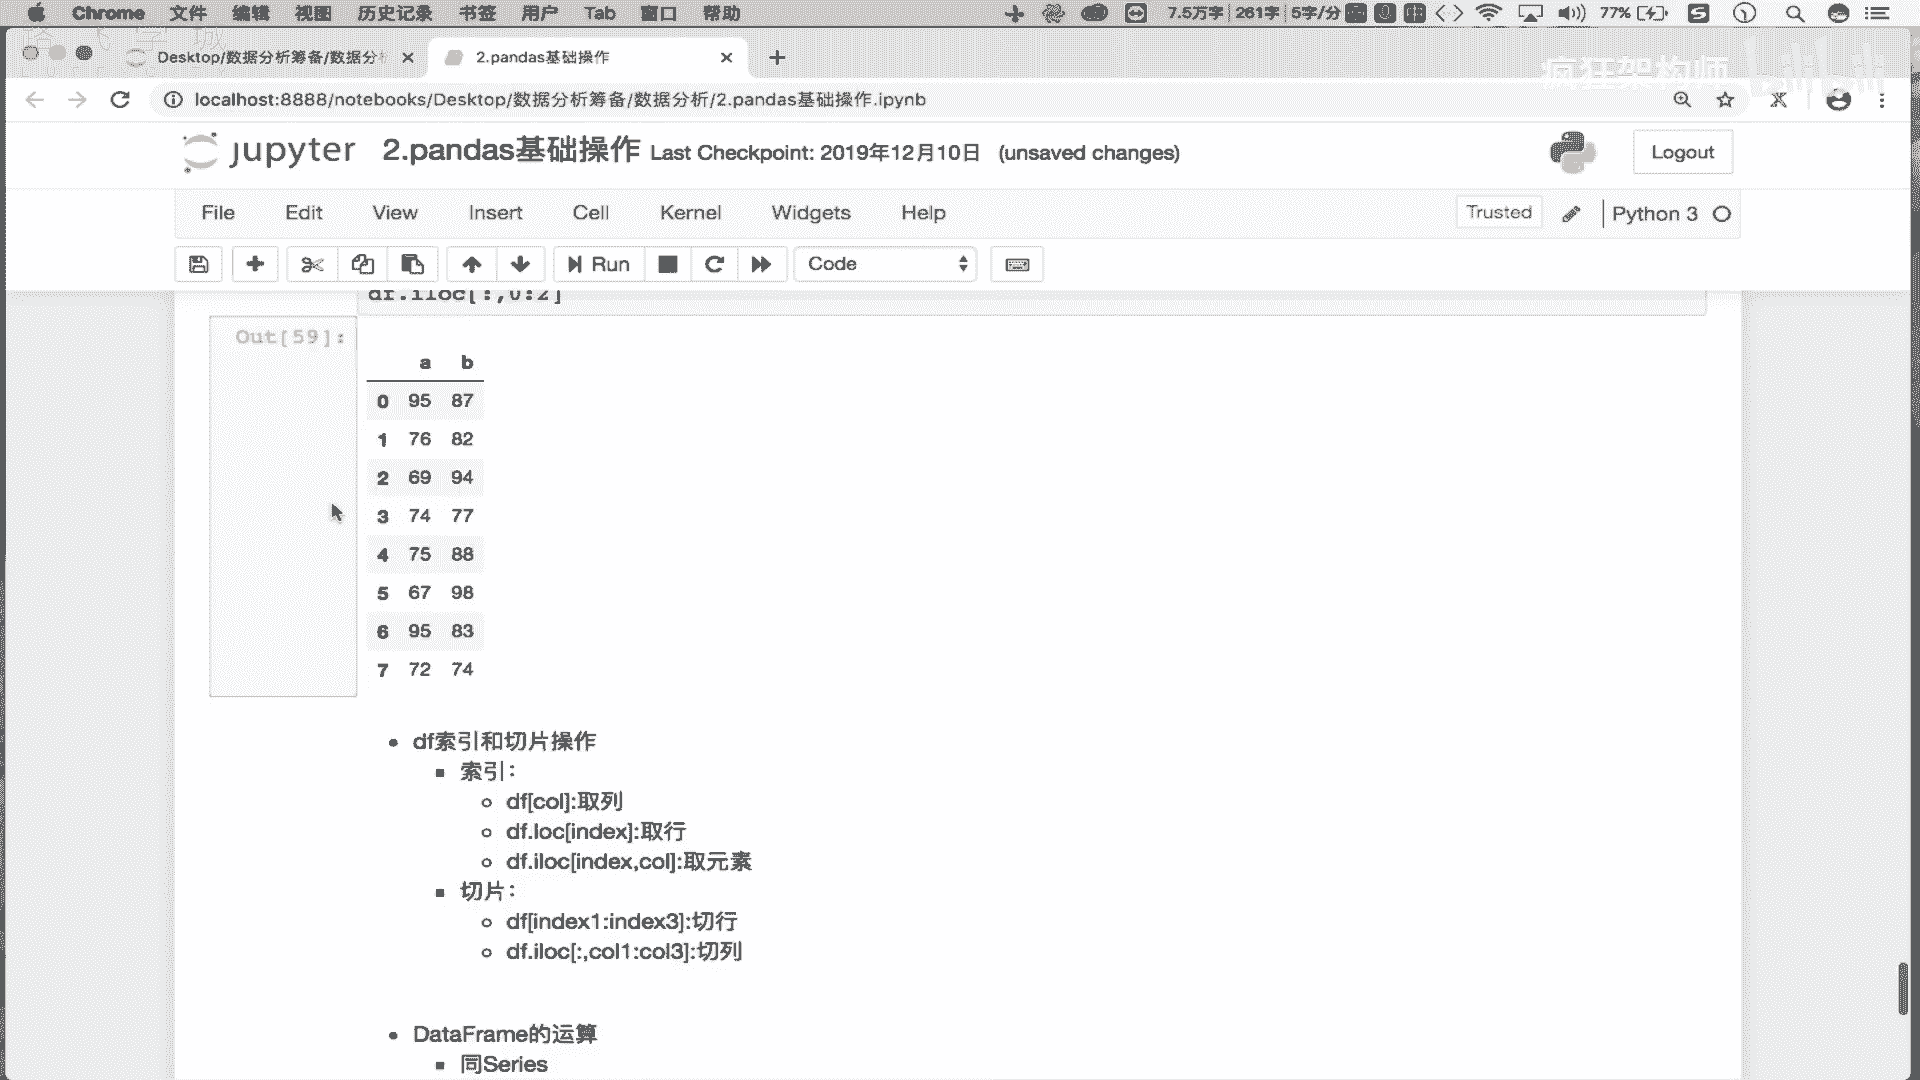 Chrome 文件 编辑 视图 历史记录 书签 用户 Tab 窗口 帮助 7.5万字 261字 5字/分 77%
Desktop/数据分析筹备/数据分析 2.pandas基础操作
疯狂架构师 bilibili
localhost:8888/notebooks/Desktop/数据分析筹备/数据分析/2.pandas基础操作.ipynb
jupyter 2.pandas基础操作 Last Checkpoint: 2019年12月10日 (unsaved changes) Logout
File Edit View Insert Cell Kernel Widgets Help Trusted Python 3
Run Code
df.iloc[:,0:2]
Out[59]:
a b
0 95 87
1 76 82
2 69 94
3 74 77
4 75 88
5 67 98
6 95 83
7 72 74
df索引和切片操作
索引:
df[col]:取列
df.loc[index]:取行
df.iloc[index,col]:取元素
切片:
df[index1:index3]:切行
df.iloc[:,col1:col3]:切列
DataFrame的运算
同Series